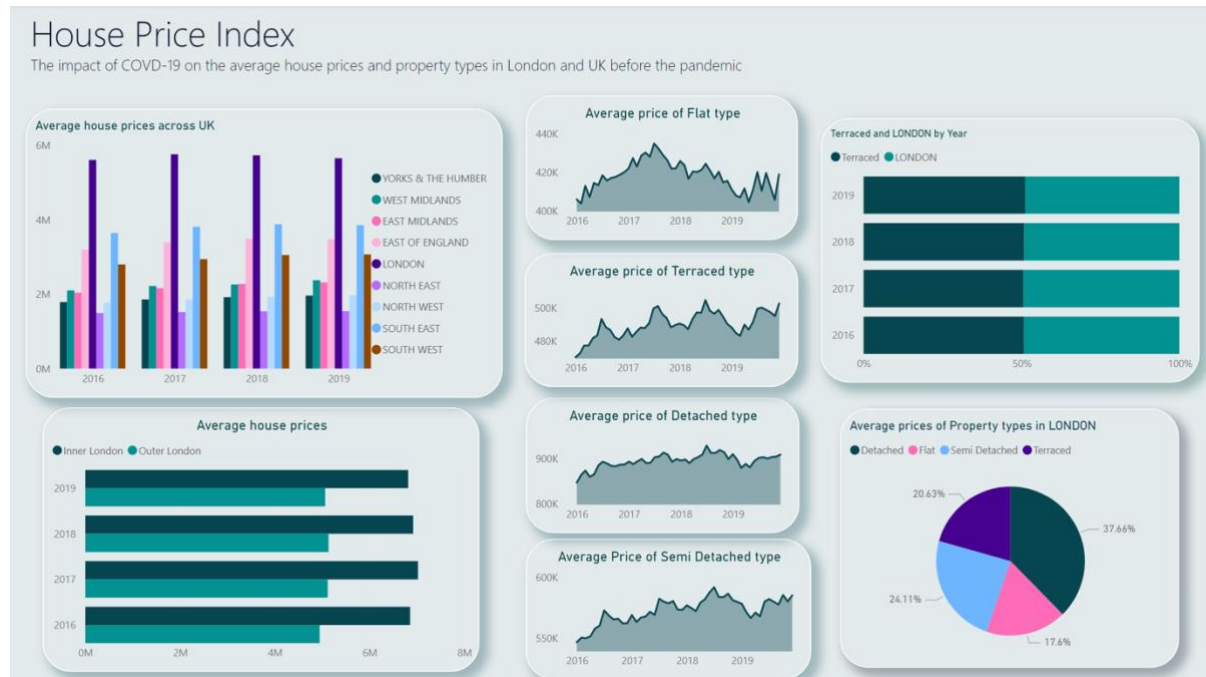 House Price Index
The impact of COVD-19 on the average house prices and property types in London and UK before the pandemic
Average house prices across UK
6M
4M
2M
0M
2016 2017 2018 2019
YORKS & THE HUMBER
WEST MIDLANDS
EAST MIDLANDS
EAST OF ENGLAND
LONDON
NORTH EAST
NORTH WEST
SOUTH EAST
SOUTH WEST
Average house prices
Inner London Outer London
2019
2018
2017
2016
0M 2M 4M 6M 8M
Average price of Flat type
440K
420K
400K
2016 2017 2018 2019
Average price of Terraced type
500K
480K
2016 2017 2018 2019
Average price of Detached type
900K
800K
2016 2017 2018 2019
Average Price of Semi Detached type
600K
550K
2016 2017 2018 2019
Terraced and LONDON by Year
Terraced LONDON
2019
2018
2017
2016
0% 50% 100%
Average prices of Property types in LONDON
Detached Flat Semi Detached Terraced
20.63%
37.66%
24.11%
17.6%